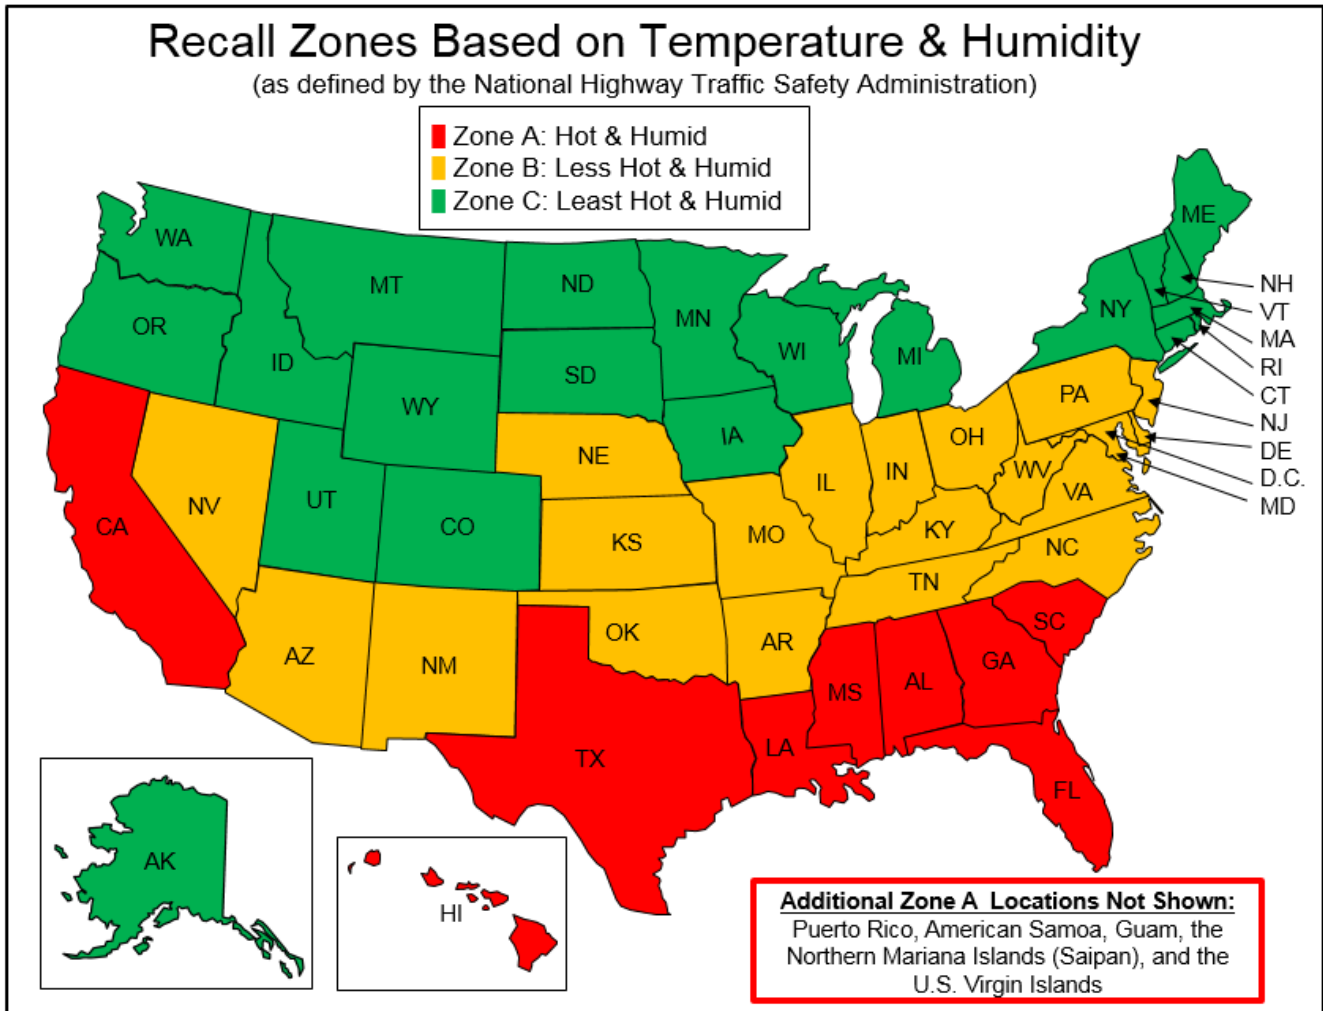 Recall Zones Based on Temperature & Humidity
(as defined by the National Highway Traffic Safety Administration)
Zone A: Hot & Humid
Zone B: Less Hot & Humid
Zone C: Least Hot & Humid
WA
MT
ND
MN
ME
NH
VT
MA
RI
CT
NJ
DE
D.C.
MD
OR
ID
WY
SD
WI
MI
NY
IA
PA
NE
IL
IN
OH
WV
VA
NV
UT
CO
KS
MO
KY
NC
CA
AZ
NM
OK
AR
TN
SC
TX
LA
MS
AL
GA
FL
AK
HI
Additional Zone A Locations Not Shown:
Puerto Rico, American Samoa, Guam, the
Northern Mariana Islands (Saipan), and the
U.S. Virgin Islands